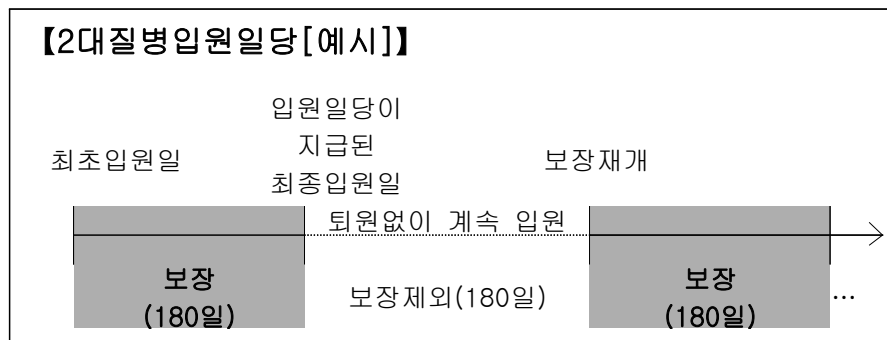 【2대질병입원일당[예시]】
입원일당이
지급된
최종입원일
최초입원일
보장재개
퇴원없이 계속 입원
보장
(180일)
보장제외(180일)
보장
(180일)
…